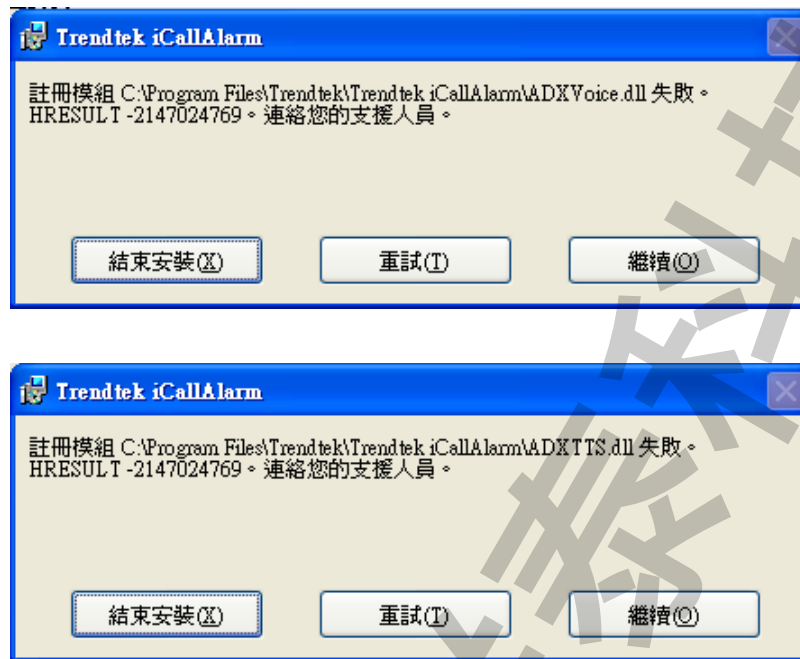 Trendtek iCallAlarm
註冊模組 C:\Program Files\Trendtek\Trendtek iCallAlarm\ADXVoice.dll 失敗。
HRESULT -2147024769。連絡您的支援人員。
結束安裝(X) 重試(T) 繼續(O)
Trendtek iCallAlarm
註冊模組 C:\Program Files\Trendtek\Trendtek iCallAlarm\ADXTTS.dll 失敗。
HRESULT -2147024769。連絡您的支援人員。
結束安裝(X) 重試(T) 繼續(O)